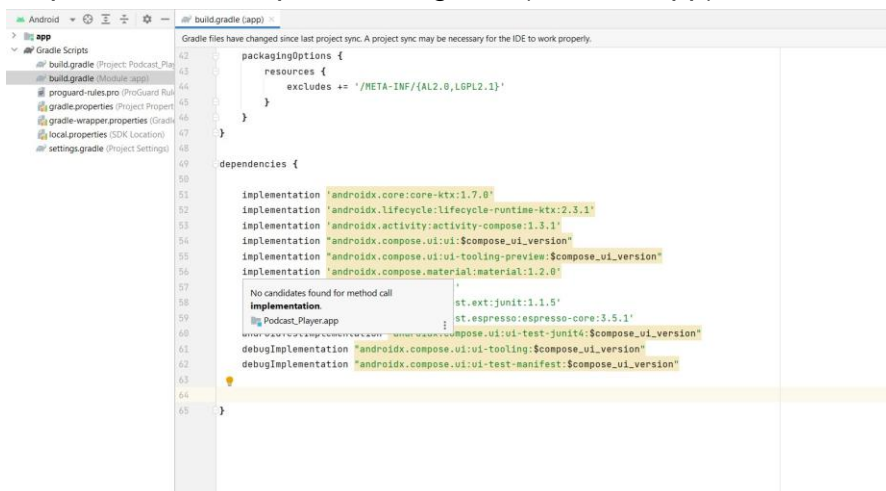 Android
build.gradle (:app)
app
Gradle Scripts
build.gradle (Project: Podcast_Play
build.gradle (Module :app)
proguard-rules.pro (ProGuard Rul
gradle.properties (Project Propert
gradle-wrapper.properties (Gradl
local.properties (SDK Location)
settings.gradle (Project Settings)
Gradle files have changed since last project sync. A project sync may be necessary for the IDE to work properly.
42 packagingOptions {
43 resources {
44 excludes += '/META-INF/{AL2.0,LGPL2.1}'
45 }
46 }
47 }
48
49 dependencies {
50
51 implementation 'androidx.core:core-ktx:1.7.0'
52 implementation 'androidx.lifecycle:lifecycle-runtime-ktx:2.3.1'
53 implementation 'androidx.activity:activity-compose:1.3.1'
54 implementation "androidx.compose.ui:ui:$compose_ui_version"
55 implementation "androidx.compose.ui:ui-tooling-preview:$compose_ui_version"
56 implementation 'androidx.compose.material:material:1.2.0'
57 '
58 st.ext:junit:1.1.5'
59 st.espresso:espresso-core:3.5.1'
No candidates found for method call
implementation.
Podcast_Player.app
60 androidTestImplementation "androidx.compose.ui:ui-test-junit4:$compose_ui_version"
61 debugImplementation "androidx.compose.ui:ui-tooling:$compose_ui_version"
62 debugImplementation "androidx.compose.ui:ui-test-manifest:$compose_ui_version"
63
64
65 }